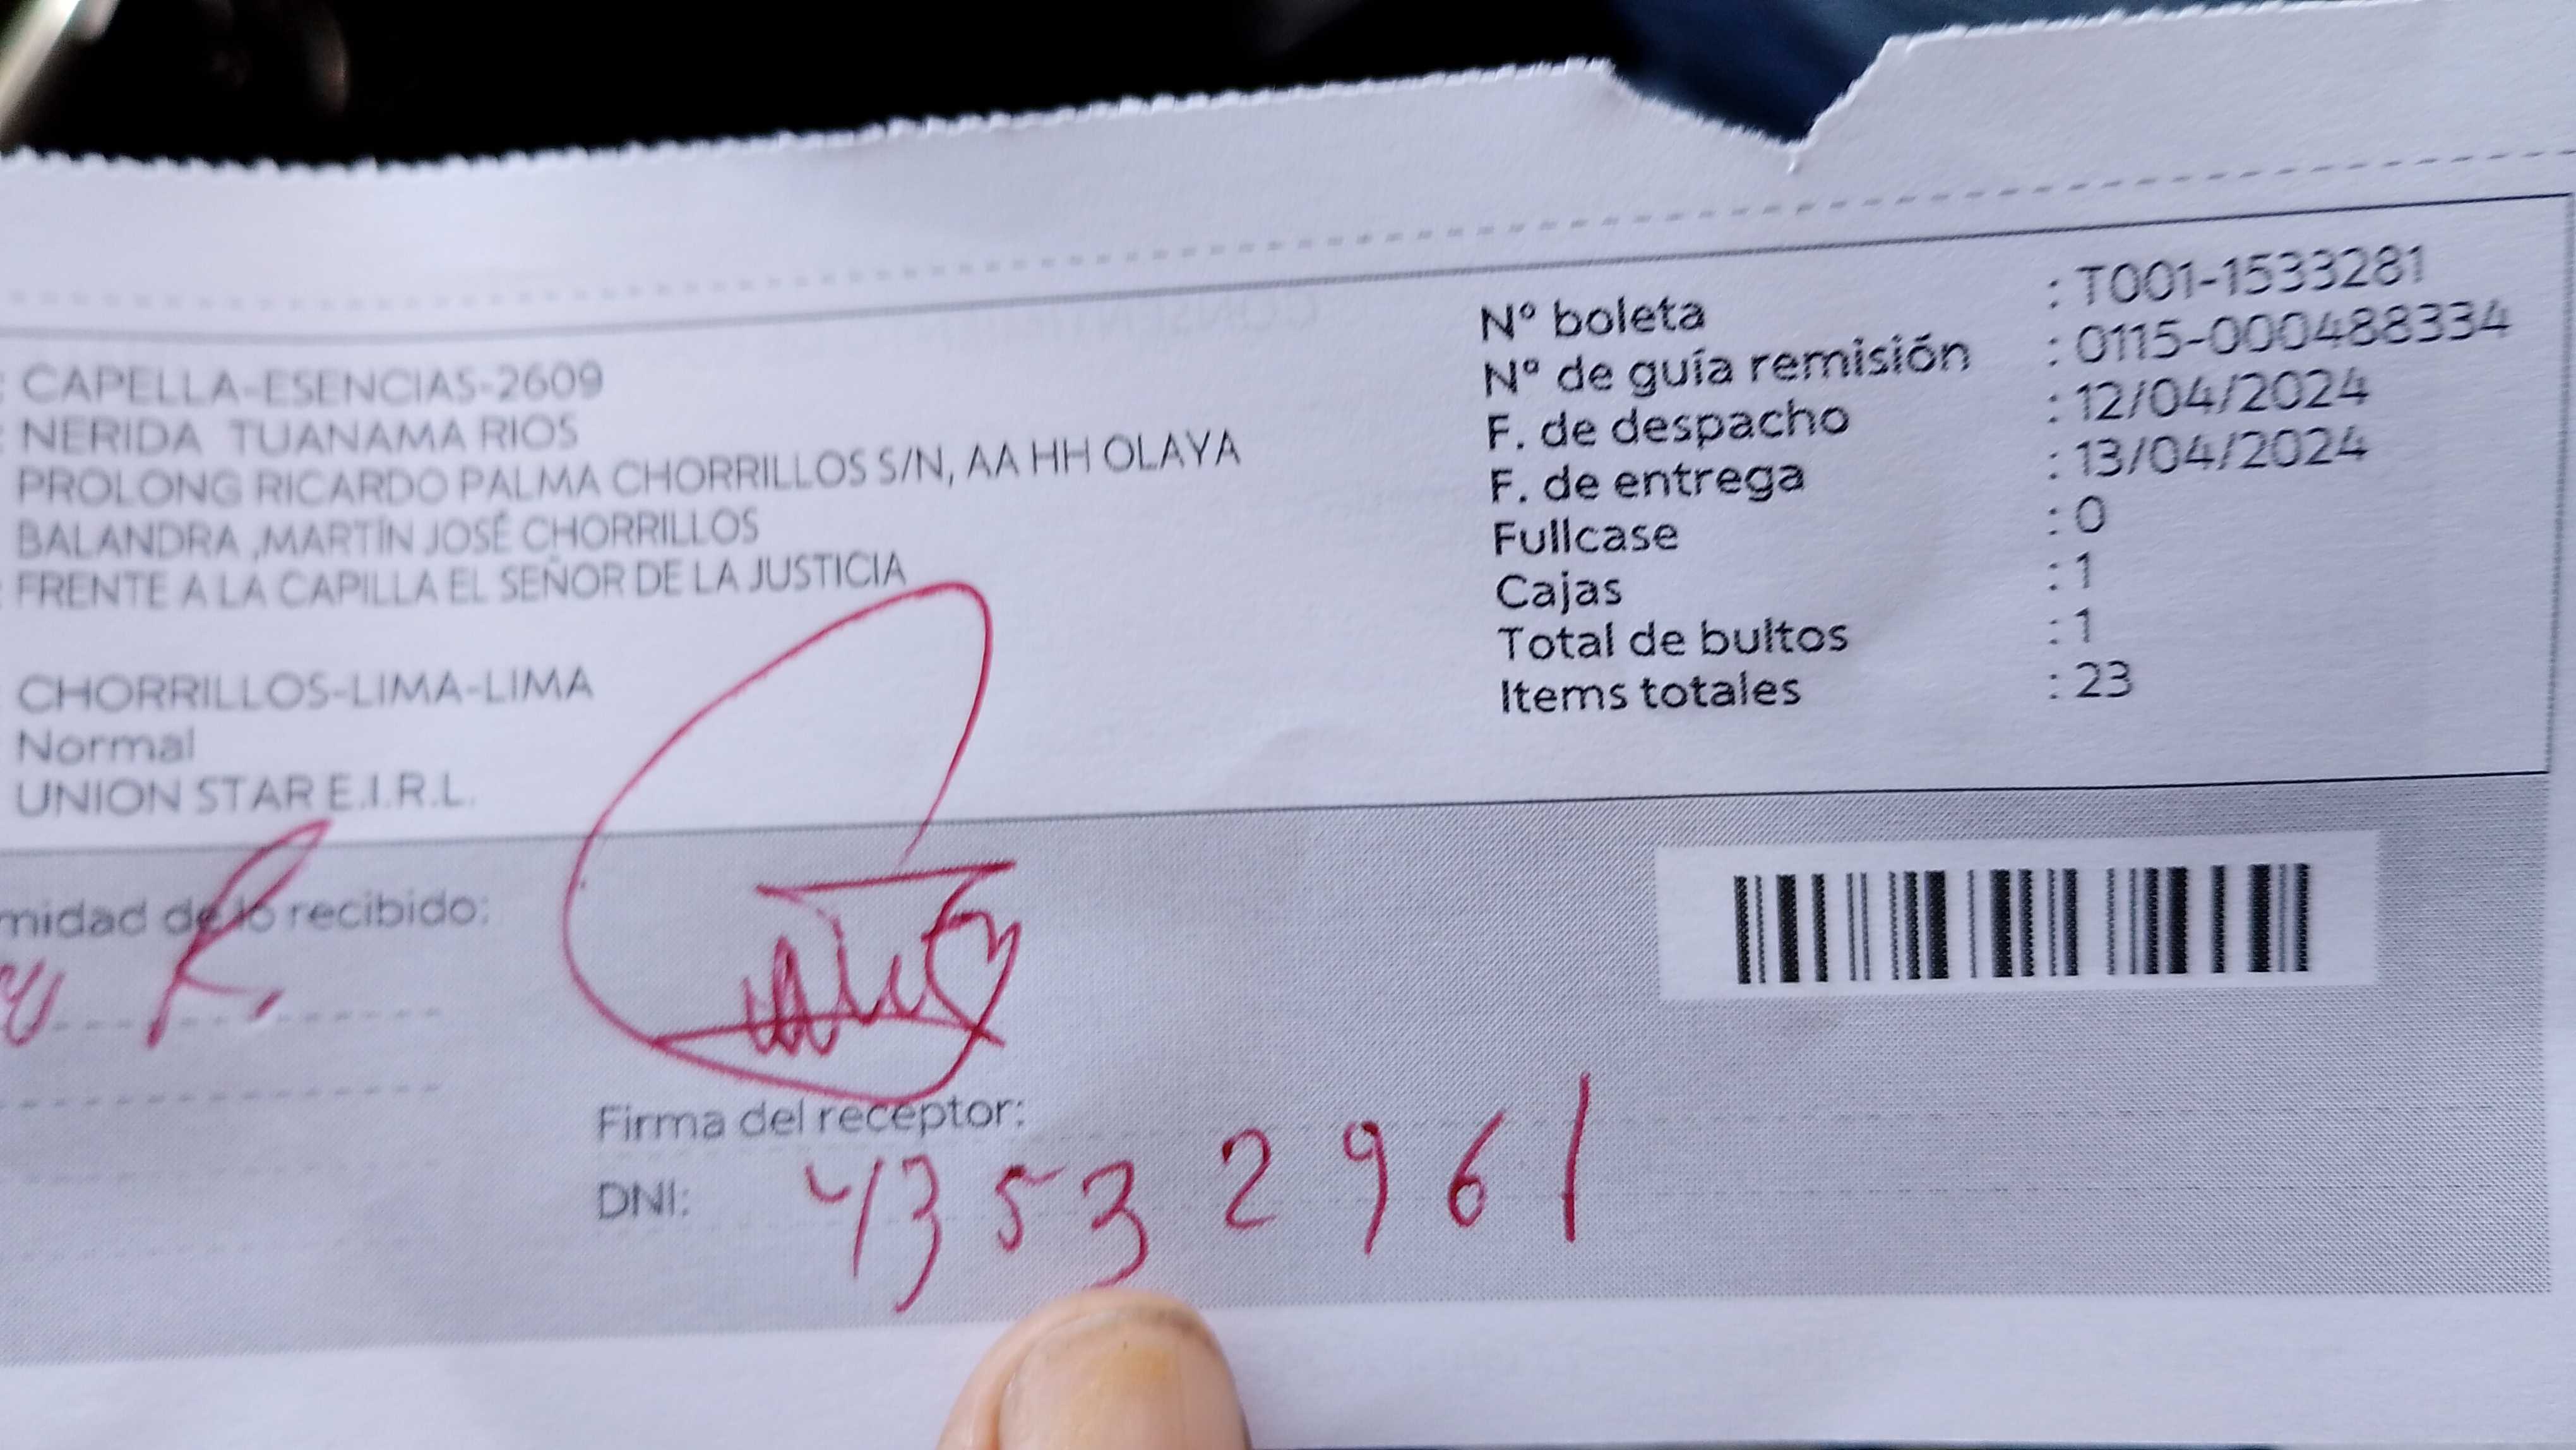 : CAPELLA-ESENCIAS-2609
: NERIDA TUANAMA RIOS
PROLONG RICARDO PALMA CHORRILLOS S/N, AA HH OLAYA
BALANDRA ,MARTÍN JOSÉ CHORRILLOS
: FRENTE A LA CAPILLA EL SEÑOR DE LA JUSTICIA
CHORRILLOS-LIMA-LIMA
Normal
UNION STAR E.I.R.L.
N° boleta : T001-1533281
N° de guía remisión : 0115-000488334
F. de despacho : 12/04/2024
F. de entrega : 13/04/2024
Fullcase : 0
Cajas : 1
Total de bultos : 1
Items totales : 23
midad de lo recibido:
R.
Firma del receptor:
DNI: 43532961